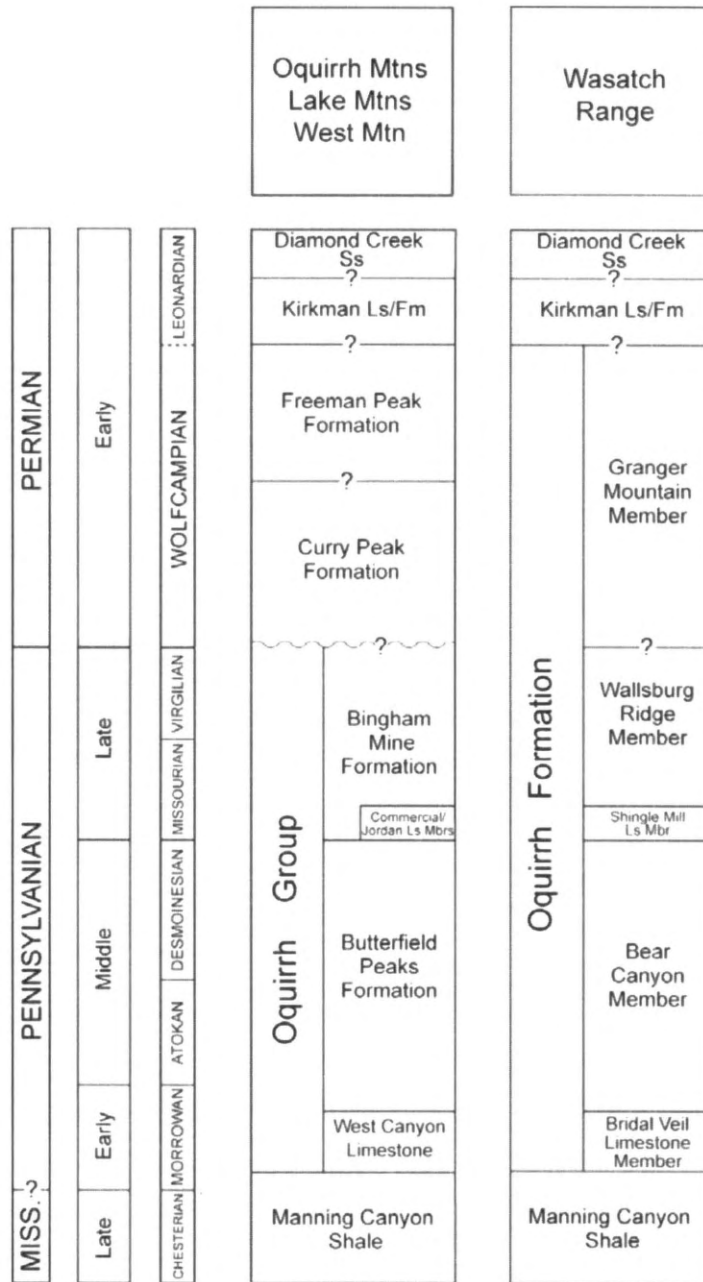 Oquirrh Mtns
Lake Mtns
West Mtn
Wasatch
Range
PERMIAN
PENNSYLVANIAN
?
MISS.
Early
Late
Middle
Early
Late
LEONARDIAN
WOLFCAMPIAN
VIRGILIAN
MISSOURIAN
DESMOINESIAN
ATOKAN
MORROWAN
CHESTERIAN
Diamond Creek
Ss
?
Kirkman Ls/Fm
?
Freeman Peak
Formation
?
Curry Peak
Formation
?
Oquirrh Group
Bingham
Mine
Formation
Commercial/
Jordan Ls Mbrs
Butterfield
Peaks
Formation
West Canyon
Limestone
Manning Canyon
Shale
Diamond Creek
Ss
?
Kirkman Ls/Fm
?
Oquirrh Formation
Granger
Mountain
Member
?
Wallsburg
Ridge
Member
Shingle Mill
Ls Mbr
Bear
Canyon
Member
Bridal Veil
Limestone
Member
Manning Canyon
Shale